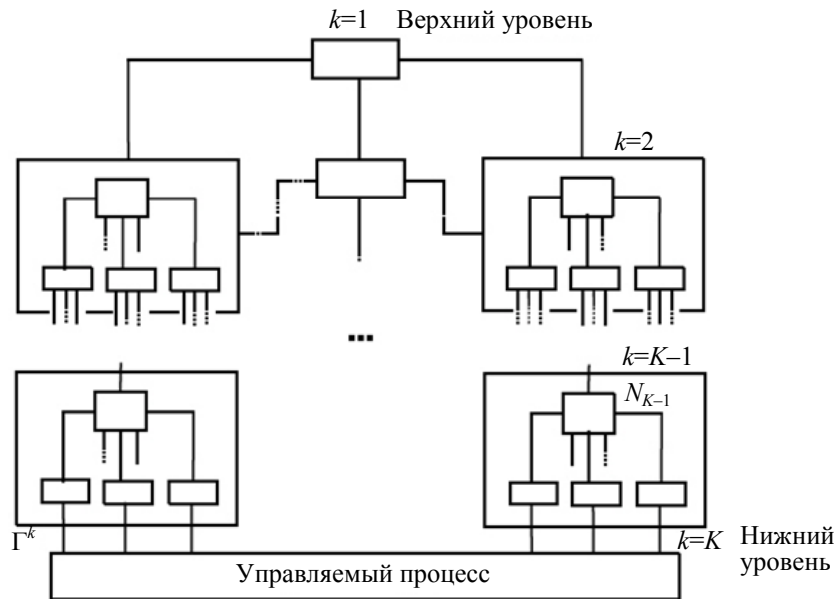 k=1 Верхний уровень
k=2
k=K–1
N_{K–1}
Γ^k
k=K Нижний
уровень
Управляемый процесс